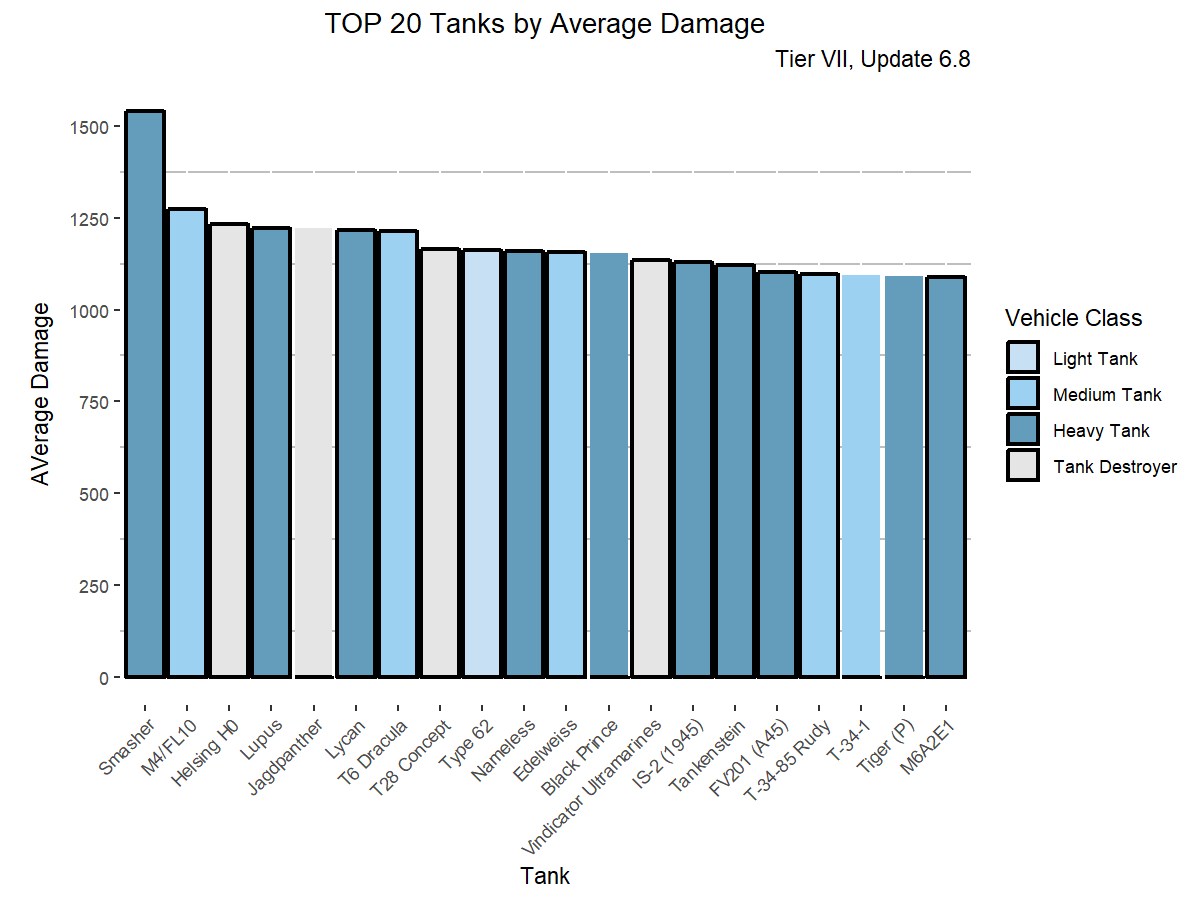 TOP 20 Tanks by Average Damage
Tier VII, Update 6.8
AVerage Damage
1500
1250
1000
750
500
250
0
Smasher
M4/FL10
Helsing H0
Lupus
Jagdpanther
Lycan
T6 Dracula
T28 Concept
Type 62
Nameless
Edelweiss
Black Prince
Vindicator Ultramarines
IS-2 (1945)
Tankenstein
FV201 (A45)
T-34-85 Rudy
T-34-1
Tiger (P)
M6A2E1
Tank
Vehicle Class
Light Tank
Medium Tank
Heavy Tank
Tank Destroyer